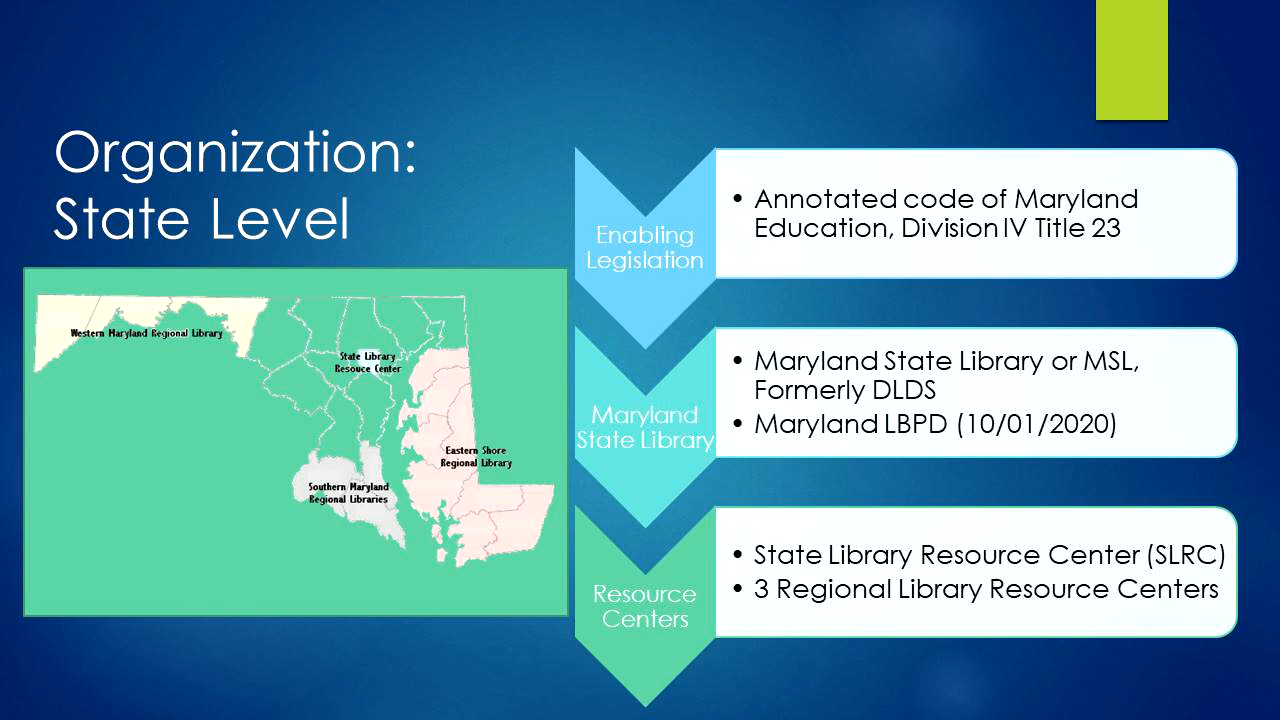 Organization:
State Level
Western Maryland Regional Library
State Library
Resouce Center
Eastern Shore
Regional Library
Southern Maryland
Regional Libraries
Enabling
Legislation
• Annotated code of Maryland
Education, Division IV Title 23
Maryland
State Library
• Maryland State Library or MSL,
Formerly DLDS
• Maryland LBPD (10/01/2020)
Resource
Centers
• State Library Resource Center (SLRC)
• 3 Regional Library Resource Centers